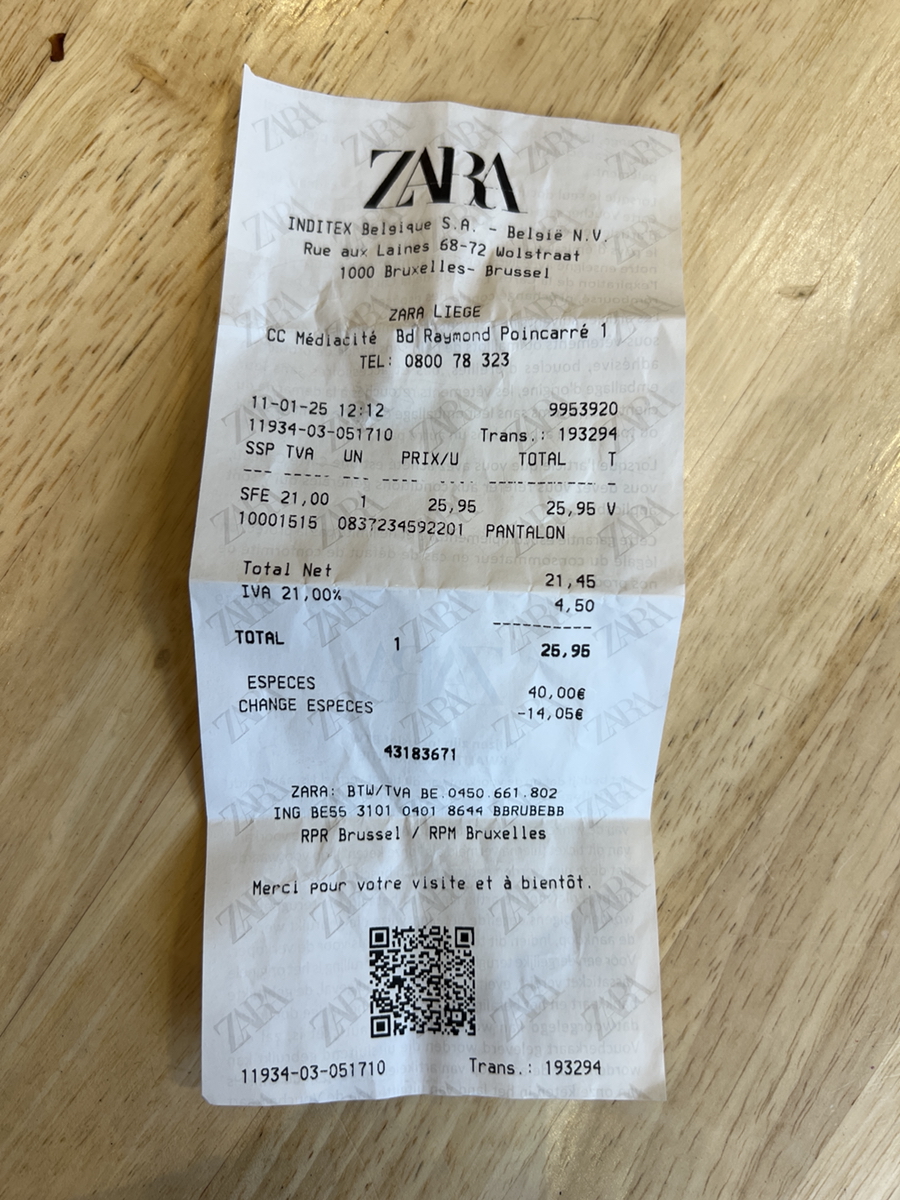 ZARA
INDITEX Belgique S.A. - België N.V.
Rue aux Laines 68-72 Wolstraat
1000 Bruxelles- Brussel
ZARA LIEGE
CC Médiacité Bd Raymond Poincarré 1
TEL: 0800 78 323
11-01-25 12:12 9953920
11934-03-051710 Trans.: 193294
SSP TVA UN PRIX/U TOTAL T
--- ----- --- ---- ---- ------------- -
SFE 21,00 1 25,95 25,95 V
10001515 0837234592201 PANTALON
Total Net 21,45
IVA 21,00% 4,50
----------
TOTAL 1 25,95
ESPECES 40,00€
CHANGE ESPECES -14,05€
43183671
ZARA: BTW/TVA BE.0450.661.802
ING BE55 3101 0401 8644 BBRUBEBB
RPR Brussel / RPM Bruxelles
Merci pour votre visite et à bientôt.
11934-03-051710 Trans.: 193294